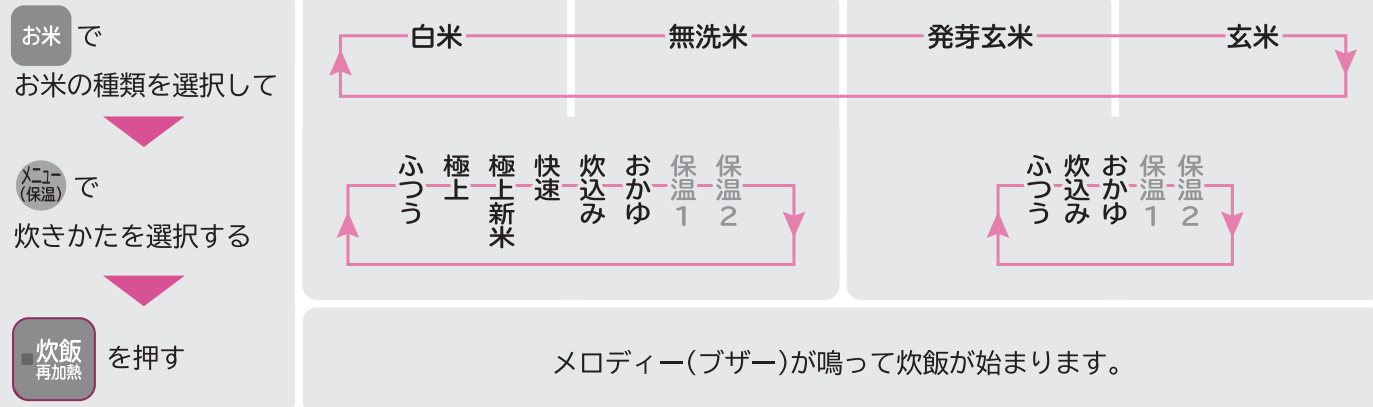 お米 で
お米の種類を選択して
メニュー
(保温) で
炊きかたを選択する
炊飯
再加熱 を押す
白米 無洗米 発芽玄米 玄米
ふつう 極上 極上新米 快速 炊込み おかゆ 保温1 保温2
ふつう 炊込み おかゆ 保温1 保温2
メロディー(ブザー)が鳴って炊飯が始まります。